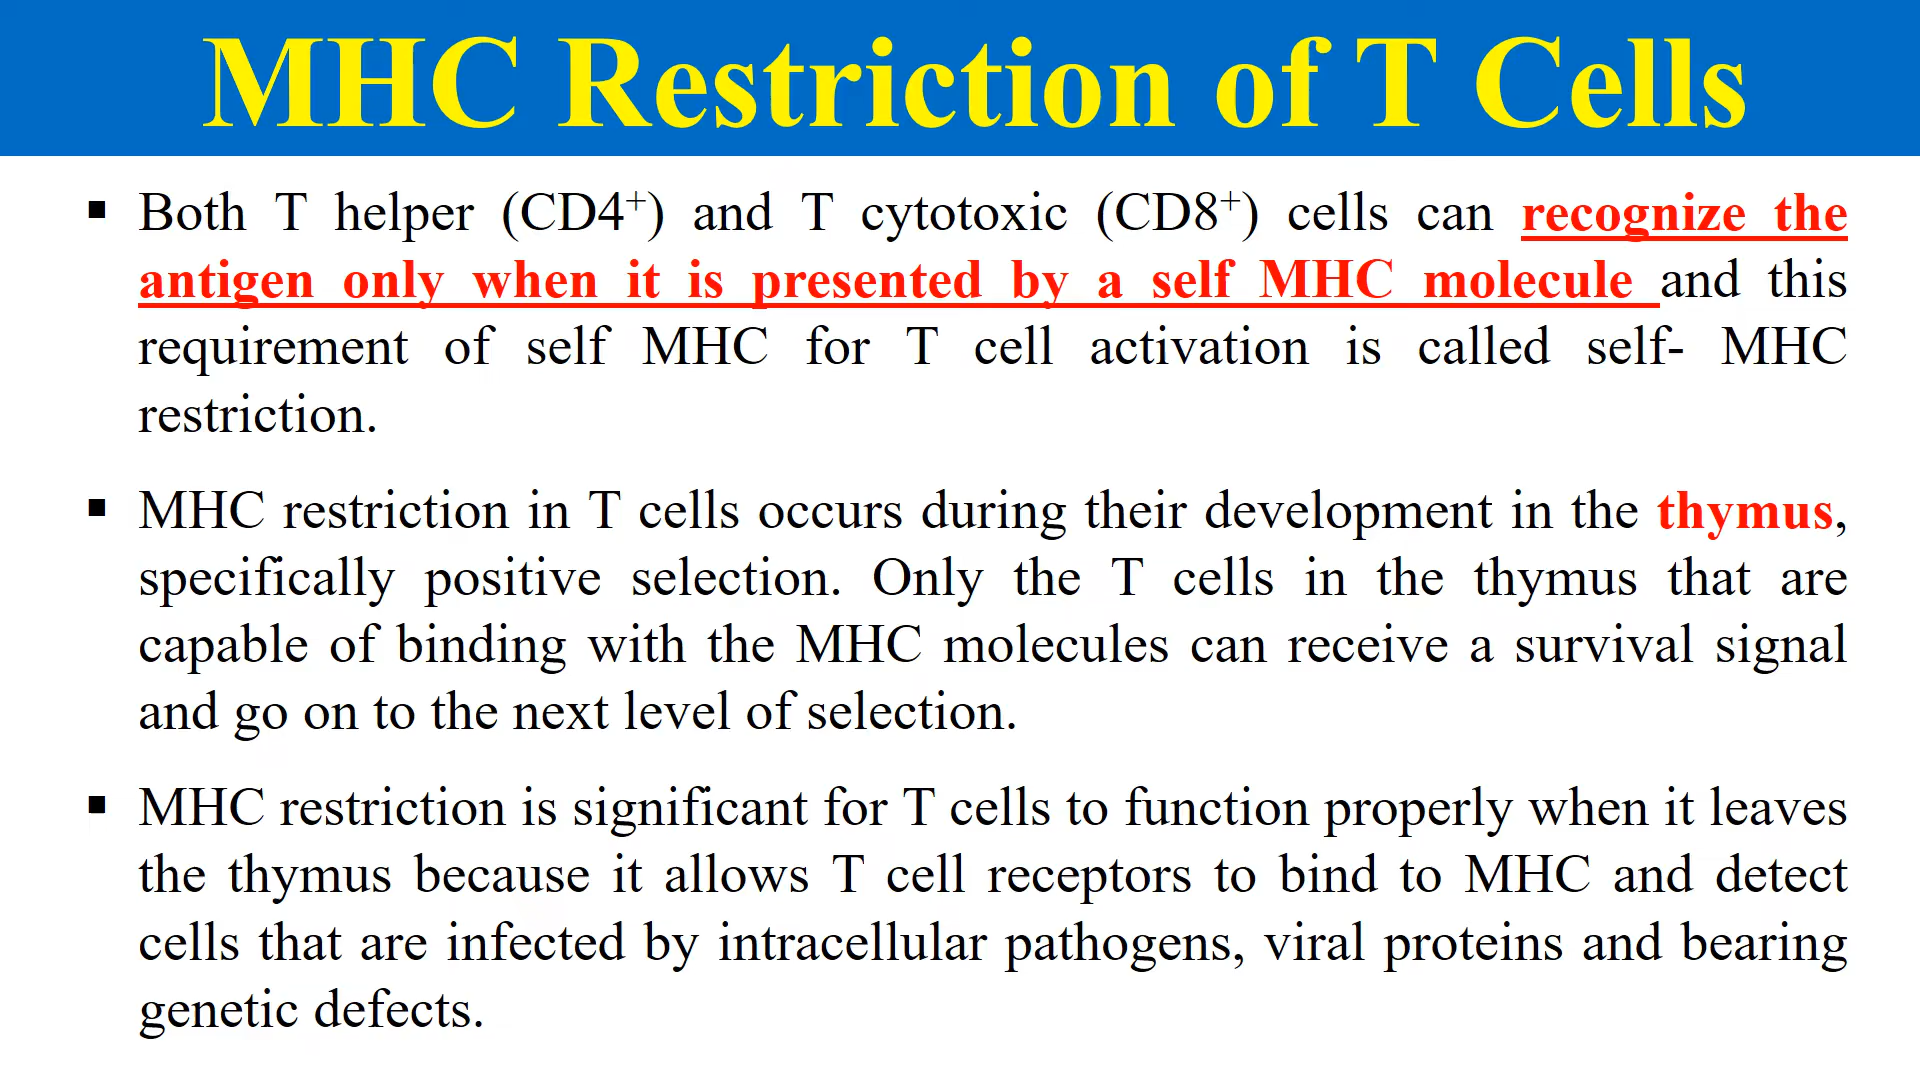 MHC Restriction of T Cells
▪ Both T helper (CD4⁺) and T cytotoxic (CD8⁺) cells can recognize the
antigen only when it is presented by a self MHC molecule and this
requirement of self MHC for T cell activation is called self- MHC
restriction.
▪ MHC restriction in T cells occurs during their development in the thymus,
specifically positive selection. Only the T cells in the thymus that are
capable of binding with the MHC molecules can receive a survival signal
and go on to the next level of selection.
▪ MHC restriction is significant for T cells to function properly when it leaves
the thymus because it allows T cell receptors to bind to MHC and detect
cells that are infected by intracellular pathogens, viral proteins and bearing
genetic defects.